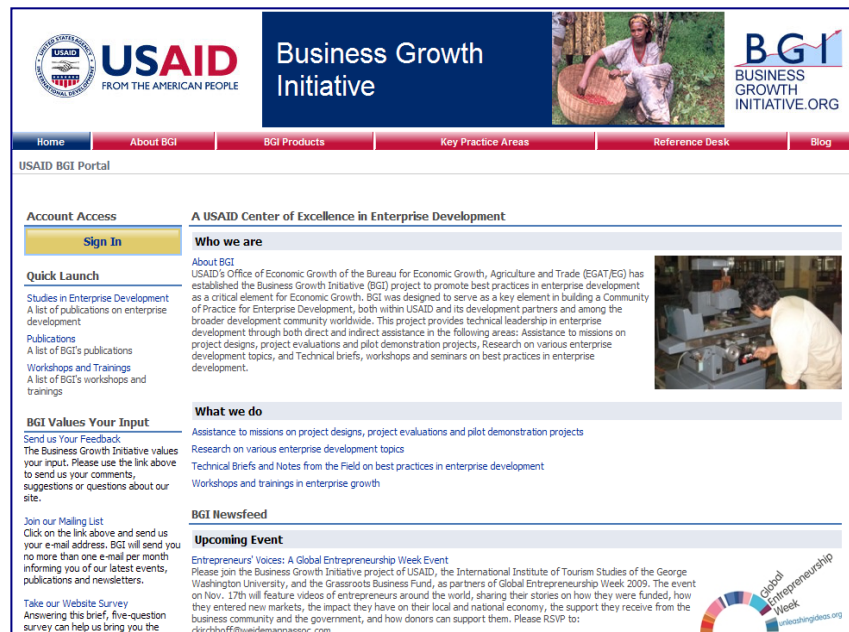 UNITED STATES AGENCY
USAID
INTERNATIONAL DEVELOPMENT
USAID
FROM THE AMERICAN PEOPLE
Business Growth
Initiative
BGI
BUSINESS
GROWTH
INITIATIVE.ORG
Home About BGI BGI Products Key Practice Areas Reference Desk Blog
USAID BGI Portal
Account Access
Sign In
Quick Launch
Studies in Enterprise Development
A list of publications on enterprise
development
Publications
A list of BGI's publications
Workshops and Trainings
A list of BGI's workshops and
trainings
BGI Values Your Input
Send us Your Feedback
The Business Growth Initiative values
your input. Please use the link above
to send us your comments,
suggestions or questions about our
site.
Join our Mailing List
Click on the link above and send us
your e-mail address. BGI will send you
no more than one e-mail per month
informing you of our latest events,
publications and newsletters.
Take our Website Survey
Answering this brief, five-question
survey can help us bring you the
A USAID Center of Excellence in Enterprise Development
Who we are
About BGI
USAID's Office of Economic Growth of the Bureau for Economic Growth, Agriculture and Trade (EGAT/EG) has
established the Business Growth Initiative (BGI) project to promote best practices in enterprise development
as a critical element for Economic Growth. BGI was designed to serve as a key element in building a Community
of Practice for Enterprise Development, both within USAID and its development partners and among the
broader development community worldwide. This project provides technical leadership in enterprise
development through both direct and indirect assistance in the following areas: Assistance to missions on
project designs, project evaluations and pilot demonstration projects, Research on various enterprise
development topics, and Technical briefs, workshops and seminars on best practices in enterprise
development.
What we do
Assistance to missions on project designs, project evaluations and pilot demonstration projects
Research on various enterprise development topics
Technical Briefs and Notes from the Field on best practices in enterprise development
Workshops and trainings in enterprise growth
BGI Newsfeed
Upcoming Event
Entrepreneurs' Voices: A Global Entrepreneurship Week Event
Please join the Business Growth Initiative project of USAID, the International Institute of Tourism Studies of the George
Washington University, and the Grassroots Business Fund, as partners of Global Entrepreneurship Week 2009. The event
on Nov. 17th will feature videos of entrepreneurs around the world, sharing their stories on how they were funded, how
they entered new markets, the impact they have on their local and national economy, the support they receive from the
business community and the government, and how donors can support them. Please RSVP to:
ckirchhoff@weidemannassoc.com
Global
Entrepreneurship
Week
unleashingideas.org